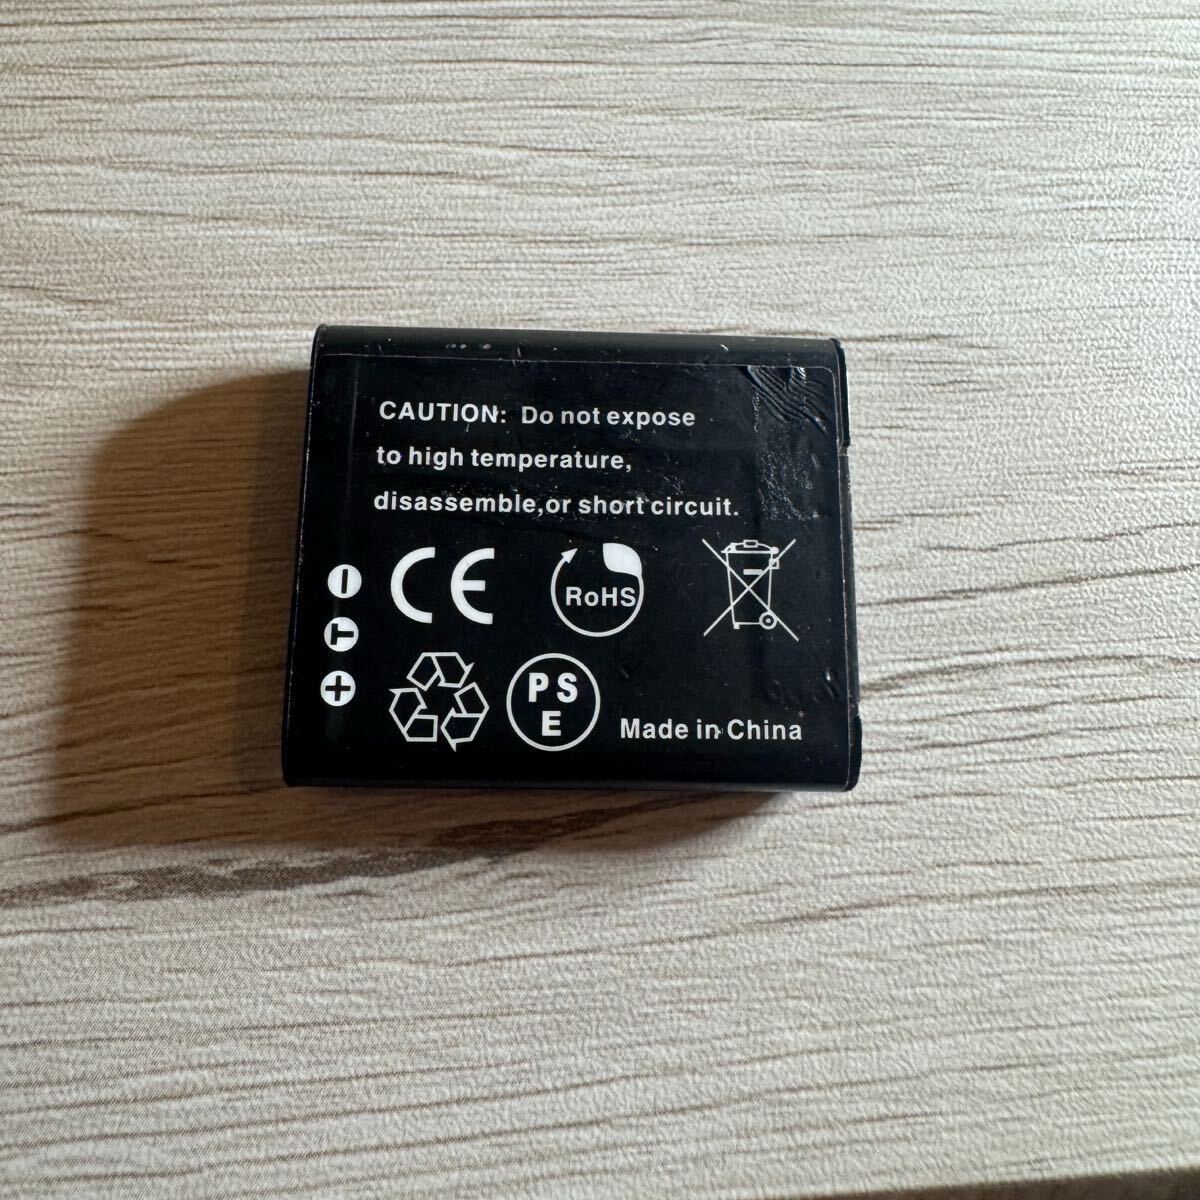 CAUTION: Do not expose
to high temperature,
disassemble,or short circuit.
−
CE
RoHS
T
+
PS
E
Made in China